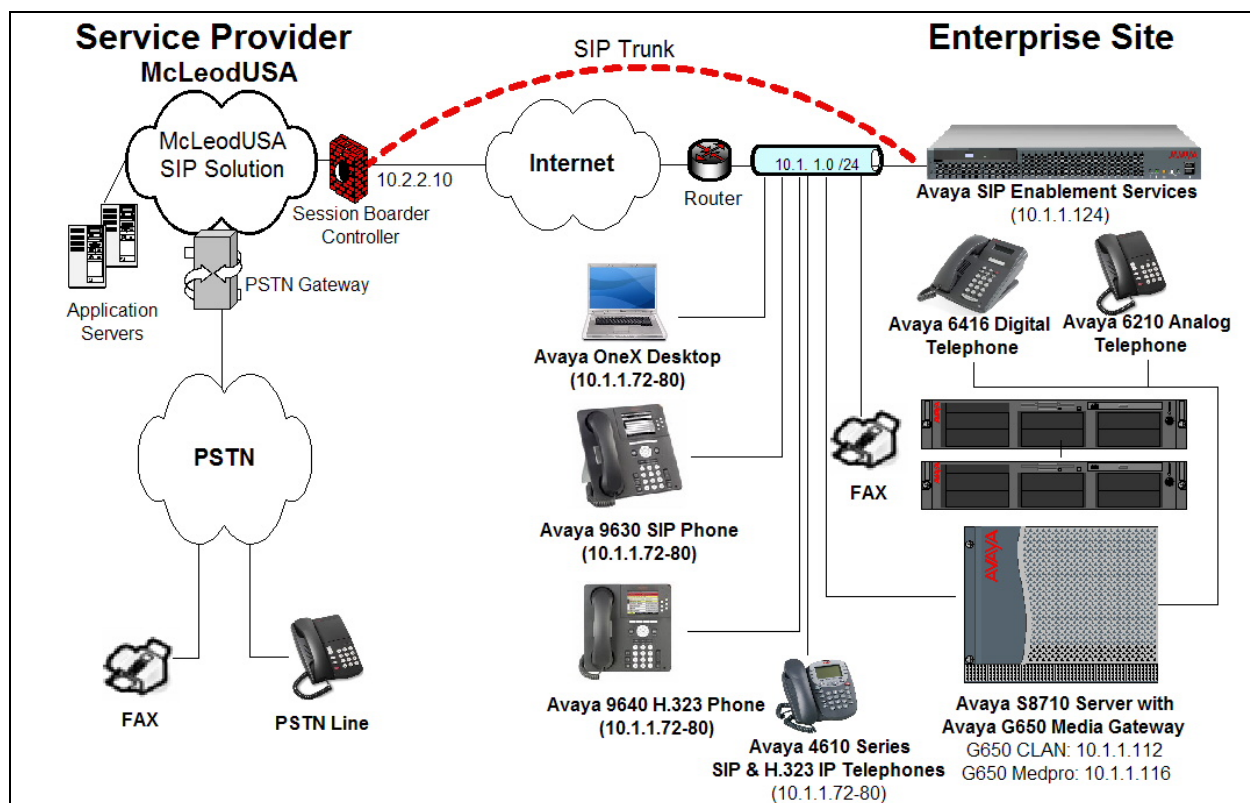 Service Provider
McLeodUSA
SIP Trunk
Enterprise Site
McLeodUSA
SIP Solution
10.2.2.10
Session Boarder
Controller
Internet
Router
10.1. 1.0 /24
AVAYA
Avaya SIP Enablement Services
(10.1.1.124)
Application
Servers
PSTN Gateway
PSTN
FAX
PSTN Line
Avaya OneX Desktop
(10.1.1.72-80)
Avaya 9630 SIP Phone
(10.1.1.72-80)
Avaya 9640 H.323 Phone
(10.1.1.72-80)
Avaya 4610 Series
SIP & H.323 IP Telephones
(10.1.1.72-80)
FAX
Avaya 6416 Digital
Telephone
Avaya 6210 Analog
Telephone
AVAYA
AVAYA
AVAYA
Avaya S8710 Server with
Avaya G650 Media Gateway
G650 CLAN: 10.1.1.112
G650 Medpro: 10.1.1.116